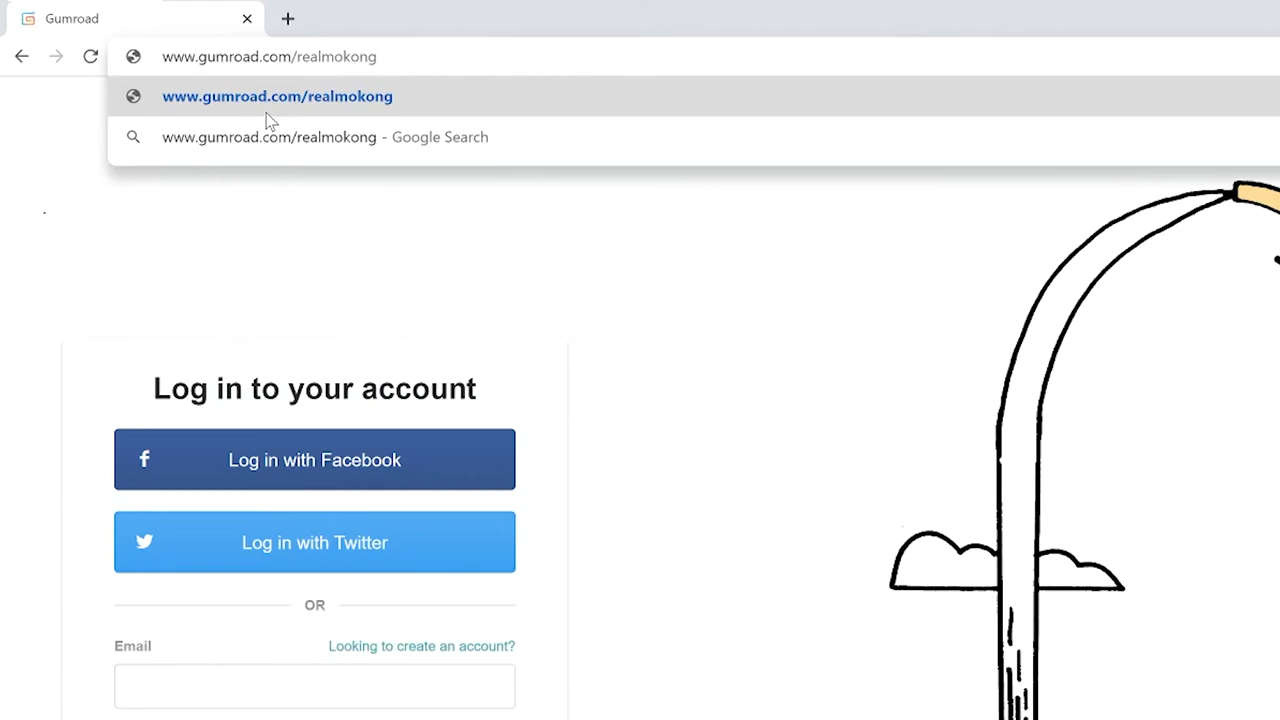 Gumroad
www.gumroad.com/realmokong
www.gumroad.com/realmokong
www.gumroad.com/realmokong - Google Search
Log in to your account
Log in with Facebook
Log in with Twitter
OR
Email Looking to create an account?